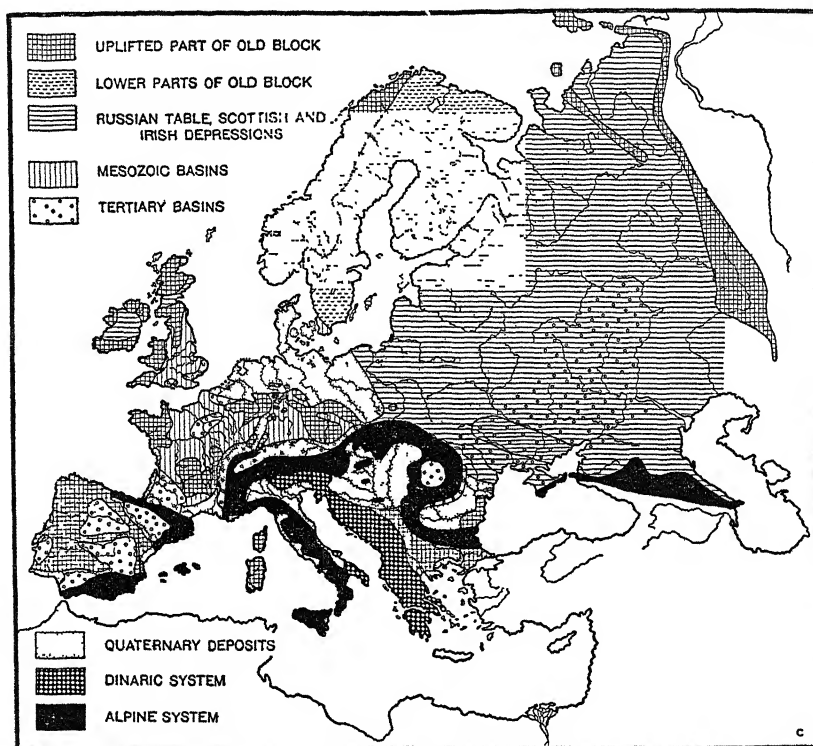 UPLIFTED PART OF OLD BLOCK
LOWER PARTS OF OLD BLOCK
RUSSIAN TABLE, SCOTTISH AND
IRISH DEPRESSIONS
MESOZOIC BASINS
TERTIARY BASINS
QUATERNARY DEPOSITS
DINARIC SYSTEM
ALPINE SYSTEM
C